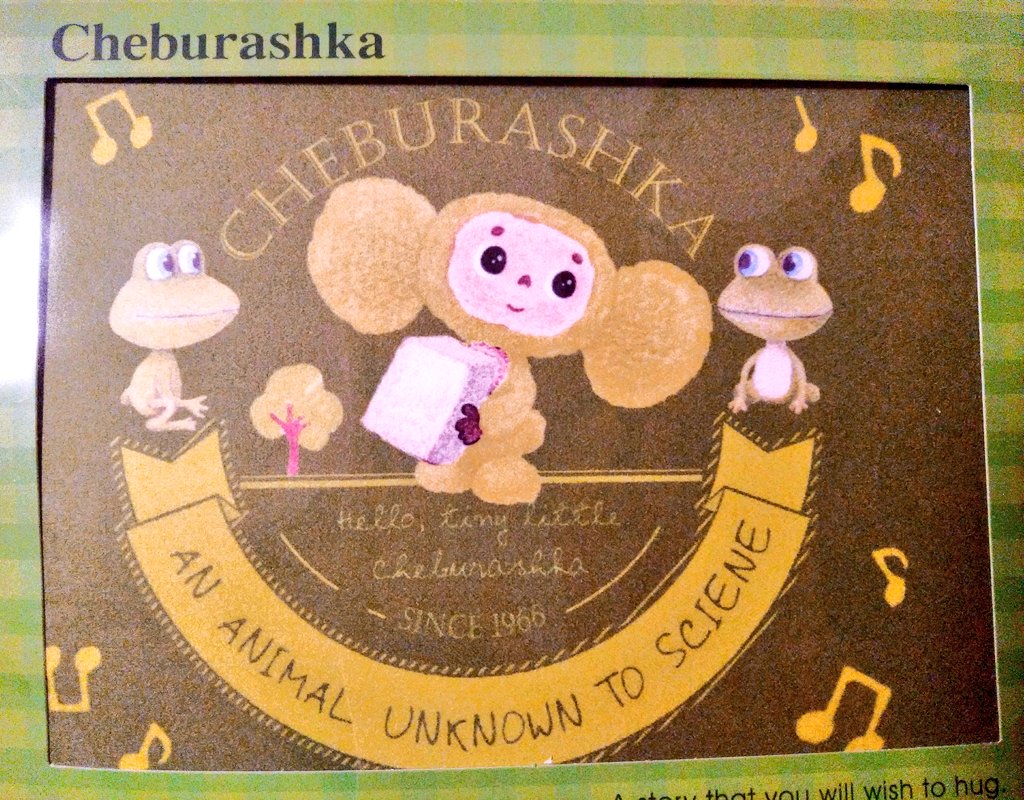 Cheburashka
CHEBURASHKA
Hello, tiny little
cheburashka
SINCE 1966
AN ANIMAL UNKNOWN TO SCIENE
A story that you will wish to hug.